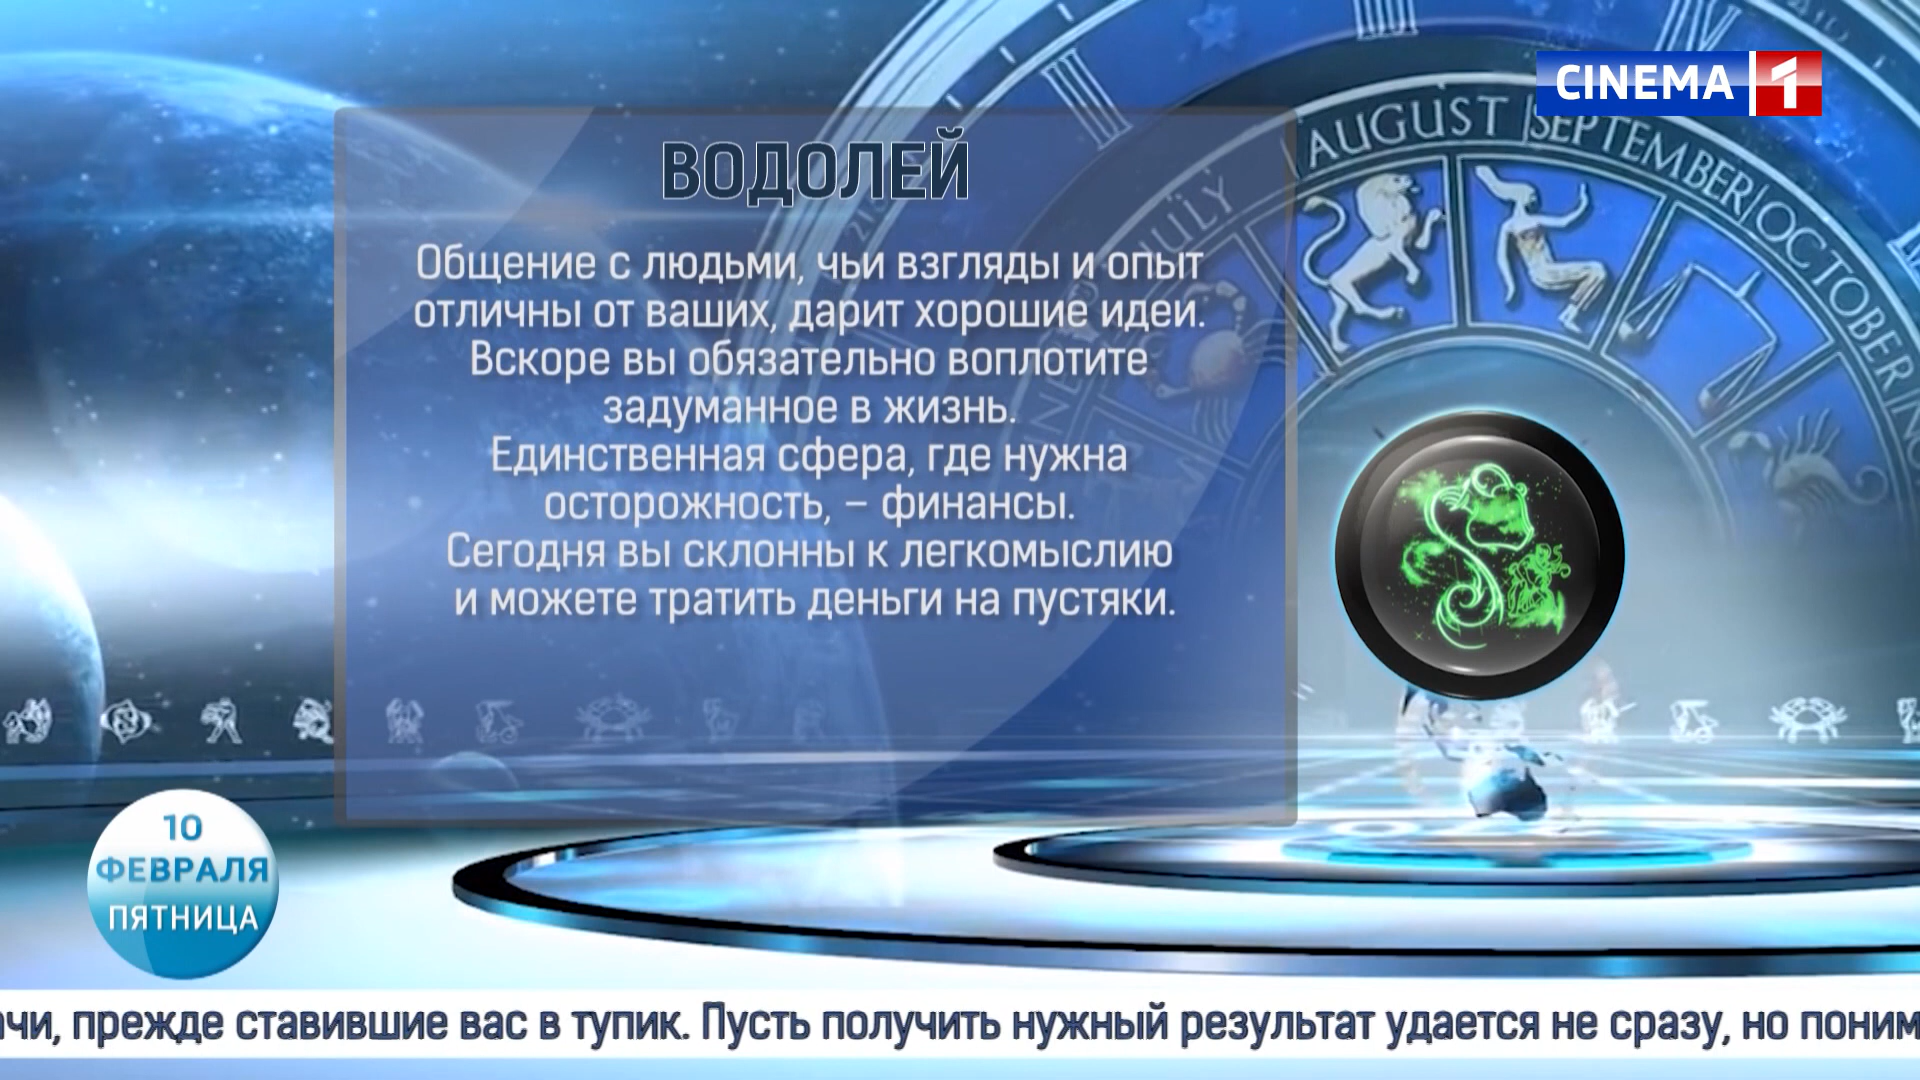 CINEMA 1
AUGUST SEPTEMBER OCTOBER
JULY
ВОДОЛЕЙ
Общение с людьми, чьи взгляды и опыт
отличны от ваших, дарит хорошие идеи.
Вскоре вы обязательно воплотите
задуманное в жизнь.
Единственная сфера, где нужна
осторожность, – финансы.
Сегодня вы склонны к легкомыслию
и можете тратить деньги на пустяки.
10
ФЕВРАЛЯ
ПЯТНИЦА
ачи, прежде ставившие вас в тупик. Пусть получить нужный результат удается не сразу, но поним